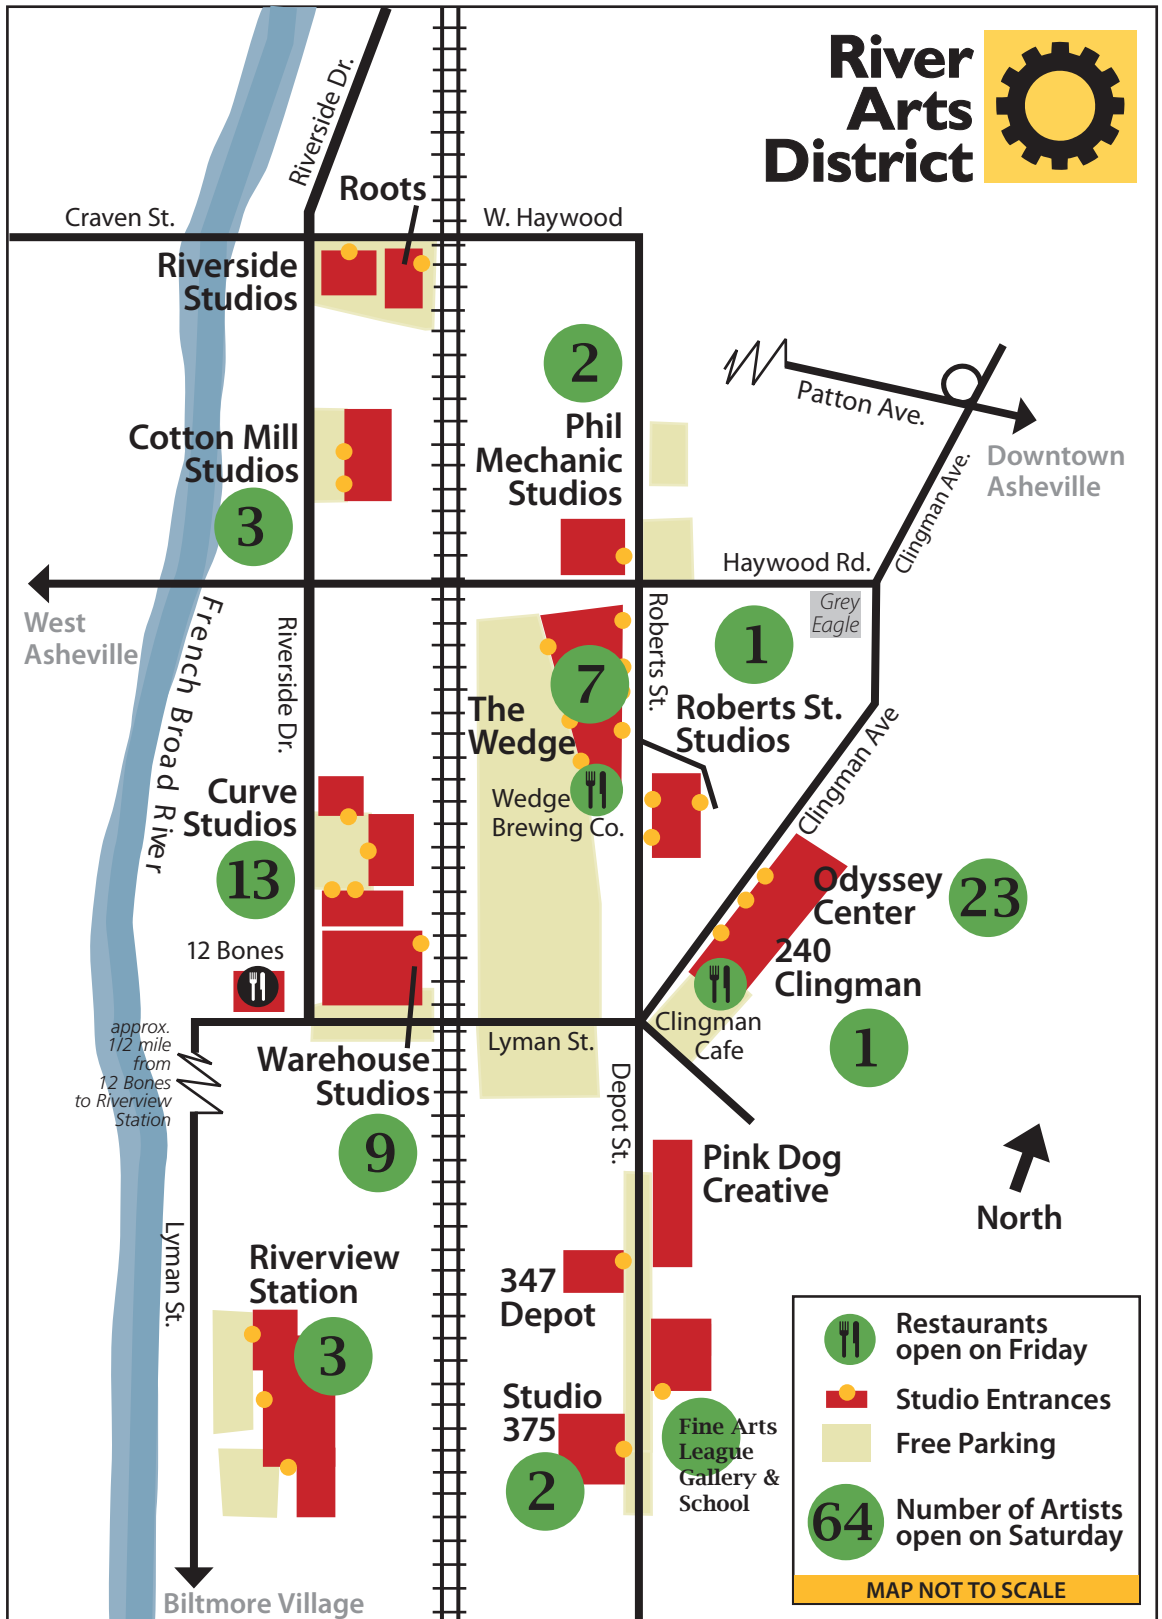 River
Arts
District
Riverside Dr.
Roots
Craven St.
W. Haywood
Riverside
Studios
2
Patton Ave.
Phil
Mechanic
Studios
Cotton Mill
Studios
3
Downtown
Asheville
Clingman Ave.
Haywood Rd.
West
Asheville
French Broad River
Riverside Dr.
Roberts St.
Grey
Eagle
1
7
The
Wedge
Roberts St.
Studios
Clingman Ave
Wedge
Brewing Co.
Curve
Studios
13
Odyssey
Center
23
12 Bones
240
Clingman
Clingman
Cafe
1
approx.
1/2 mile
from
12 Bones
to Riverview
Station
Lyman St.
Warehouse
Studios
9
Depot St.
Pink Dog
Creative
North
Lyman St.
Riverview
Station
3
347
Depot
Studio
375
2
Fine Arts
League
Gallery &
School
Restaurants
open on Friday
Studio Entrances
Free Parking
64
Number of Artists
open on Saturday
MAP NOT TO SCALE
Biltmore Village